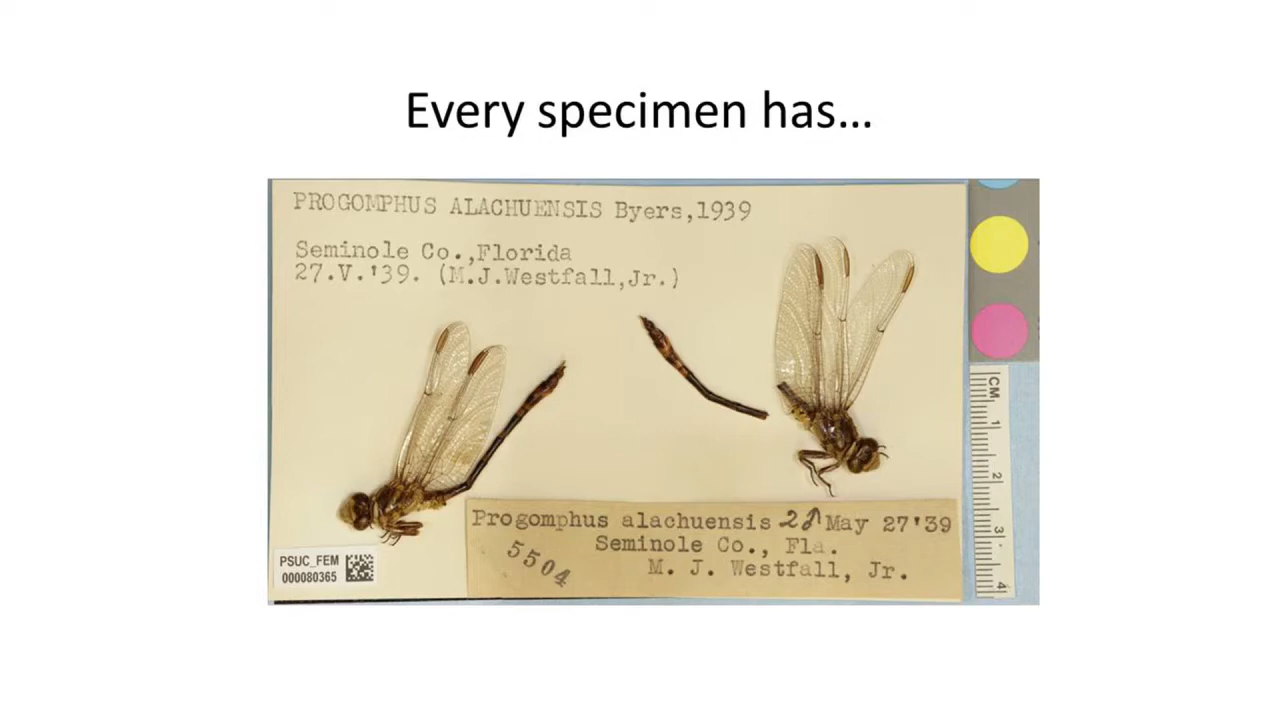 Every specimen has...
PROGOMPHUS ALACHUENSIS Byers,1939
Seminole Co.,Florida
27.V.'39. (M.J.Westfall,Jr.)
Progomphus alachuensis 2♂ May 27'39
Seminole Co., Fla.
M. J. Westfall, Jr.
5504
PSUC_FEM
000080365
CM
1
2
3
4